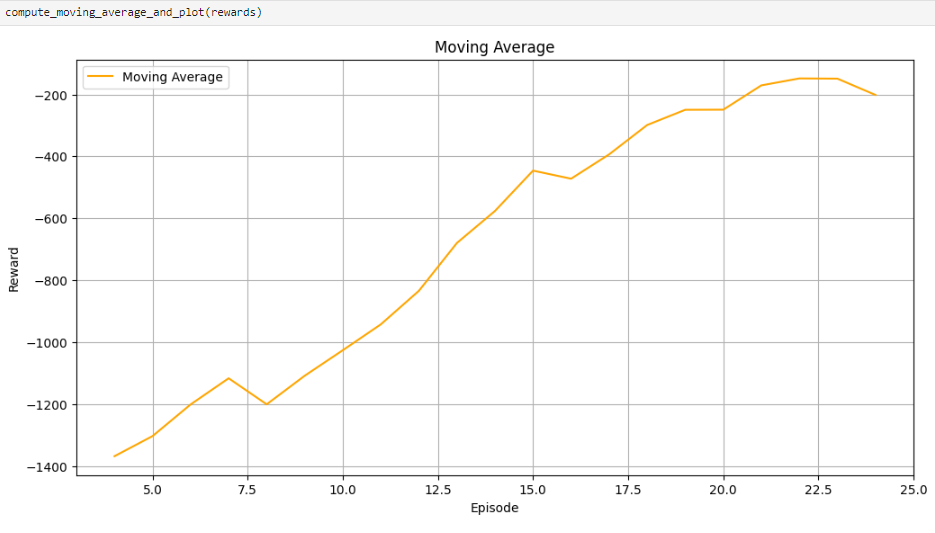 compute_moving_average_and_plot(rewards)
Moving Average
Moving Average
−200
−400
−600
−800
−1000
−1200
−1400
Reward
5.0 7.5 10.0 12.5 15.0 17.5 20.0 22.5 25.0
Episode